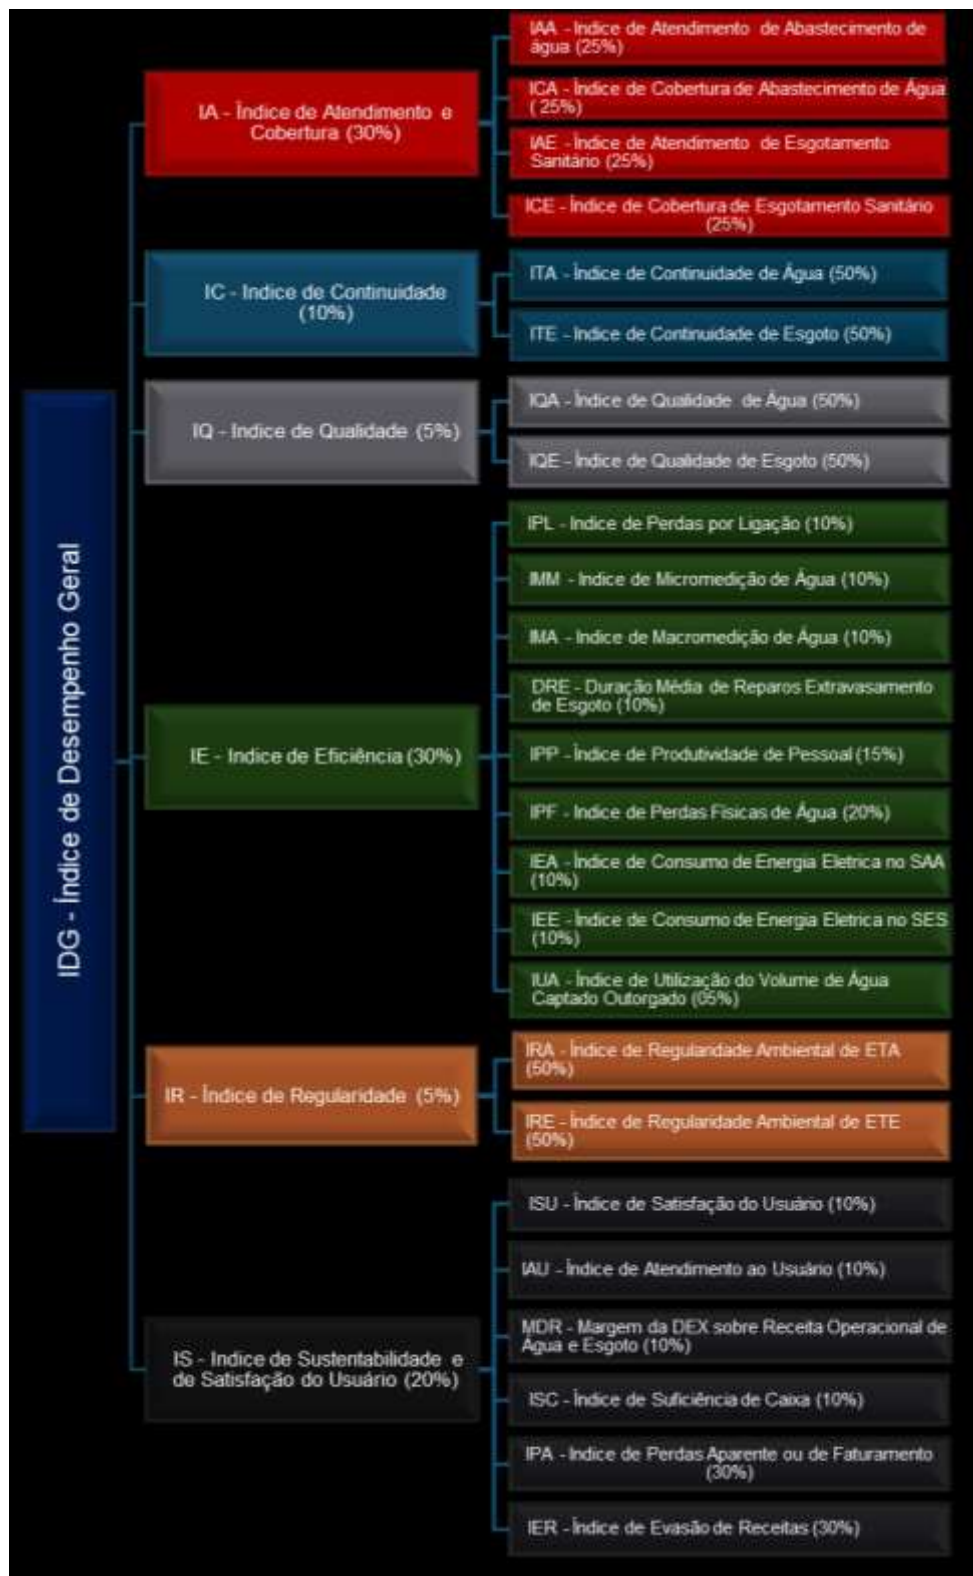 IDG - Índice de Desempenho Geral
IA - Índice de Atendimento e
Cobertura (30%)
IAA - Índice de Atendimento de Abastecimento de
água (25%)
ICA - Índice de Cobertura de Abastecimento de Água
( 25%)
IAE - Índice de Atendimento de Esgotamento
Sanitário (25%)
ICE - Índice de Cobertura de Esgotamento Sanitário
(25%)
IC - Indice de Continuidade
(10%)
ITA - Índice de Continuidade de Água (50%)
ITE - Indice de Continuidade de Esgoto (50%)
IQ - Indice de Qualidade (5%)
IQA - Índice de Qualidade de Água (50%)
IQE - Índice de Qualidade de Esgoto (50%)
IE - Indice de Eficiência (30%)
IPL - Indice de Perdas por Ligação (10%)
IMM - Indice de Micromedição de Água (10%)
IMA - Indice de Macromedição de Água (10%)
DRE - Duração Média de Reparos Extravasamento
de Esgoto (10%)
IPP - Índice de Produtividade de Pessoal (15%)
IPF - Indice de Perdas Fisicas de Água (20%)
IEA - Índice de Consumo de Energia Eletrica no SAA
(10%)
IEE - Índice de Consumo de Energia Eletrica no SES
(10%)
IUA - Índice de Utilização do Volume de Água
Captado Outorgado (05%)
IR - Índice de Regularidade (5%)
IRA - Índice de Regularidade Ambiental de ETA
(50%)
IRE - Índice de Regularidade Ambiental de ETE
(50%)
IS - Indice de Sustentabilidade e
de Satisfação do Usuário (20%)
ISU - Índice de Satisfação do Usuário (10%)
IAU - Índice de Atendimento ao Usuário (10%)
MDR - Margem da DEX sobre Receita Operacional de
Água e Esgoto (10%)
ISC - Índice de Suficiência de Caixa (10%)
IPA - Indice de Perdas Aparente ou de Faturamento
(30%)
IER - Índice de Evasão de Receitas (30%)